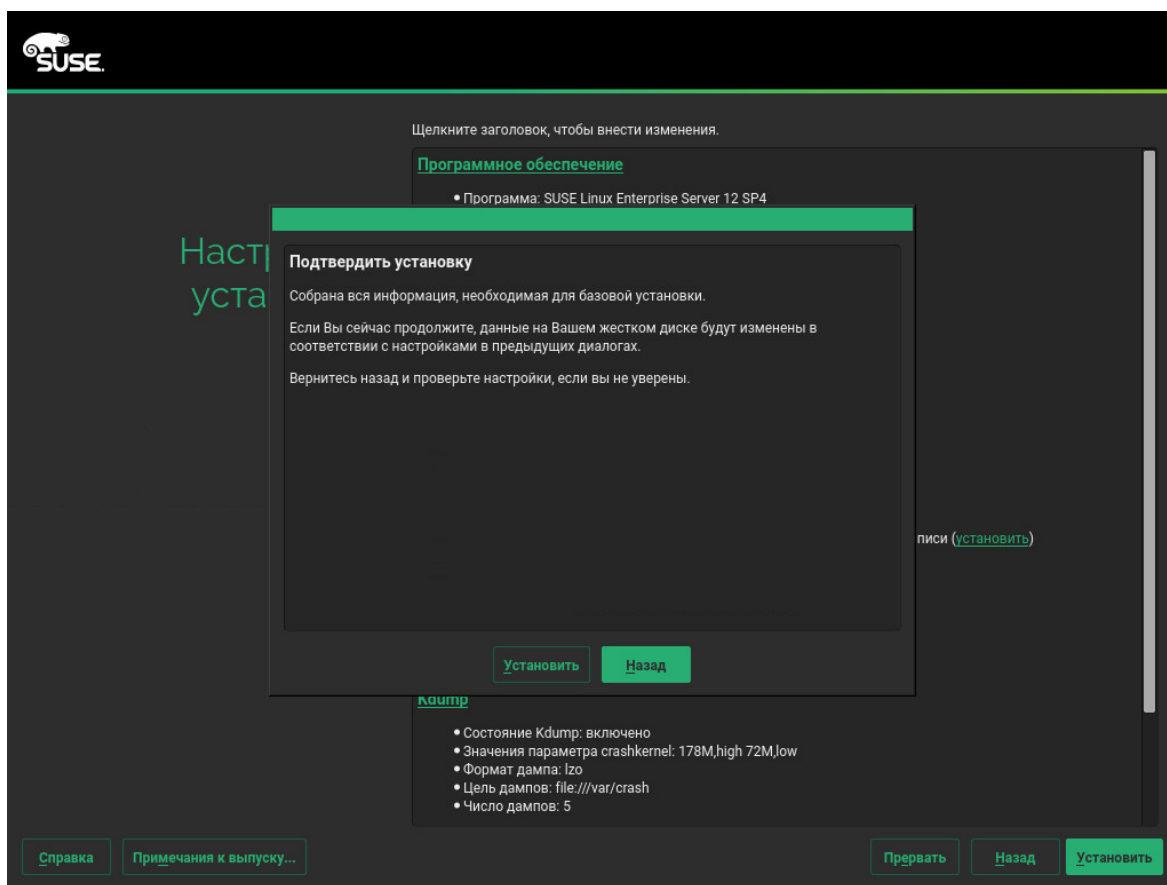 SUSE.
Щелкните заголовок, чтобы внести изменения.
Программное обеспечение
• Программа: SUSE Linux Enterprise Server 12 SP4
Подтвердить установку
Собрана вся информация, необходимая для базовой установки.
Если Вы сейчас продолжите, данные на Вашем жестком диске будут изменены в
соответствии с настройками в предыдущих диалогах.
Вернитесь назад и проверьте настройки, если вы не уверены.
писи (установить)
Установить
Назад
Kdump
• Состояние Kdump: включено
• Значения параметра crashkernel: 178M,high 72M,low
• Формат дампа: lzo
• Цель дампов: file:///var/crash
• Число дампов: 5
Справка
Примечания к выпуску...
Прервать
Назад
Установить